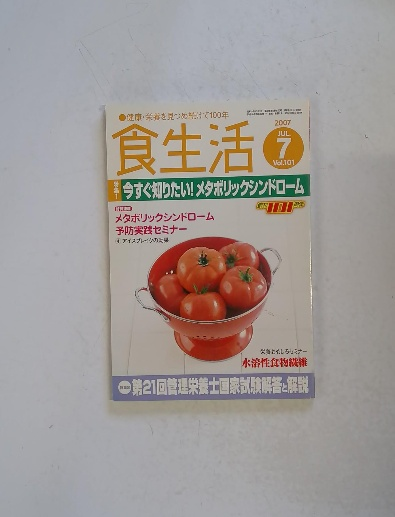 ●健康・栄養を見つめ続けて100年
食生活
2007
JUL.
7
Vol.101
特集1
今すぐ知りたい!メタボリックシンドローム
メタボリックシンドローム
予防実践セミナー
水溶性食物繊維
第21回管理栄養士国家試験解答と解説